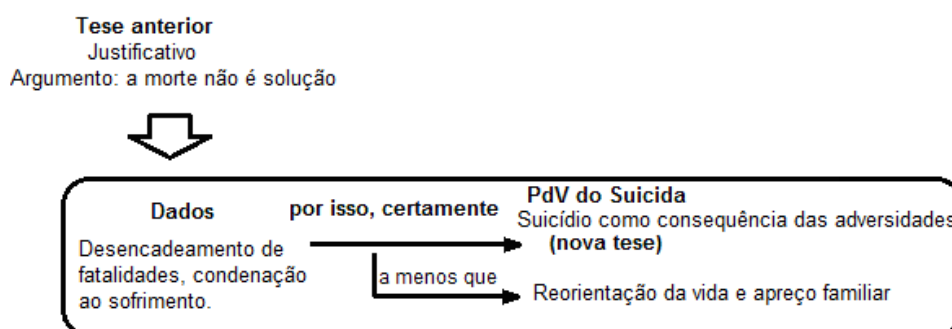 Tese anterior
Justificativo
Argumento: a morte não é solução
Dados
por isso, certamente
PdV do Suicida
Suicídio como consequência das adversidades
(nova tese)
Desencadeamento de
fatalidades, condenação
ao sofrimento.
a menos que
Reorientação da vida e apreço familiar